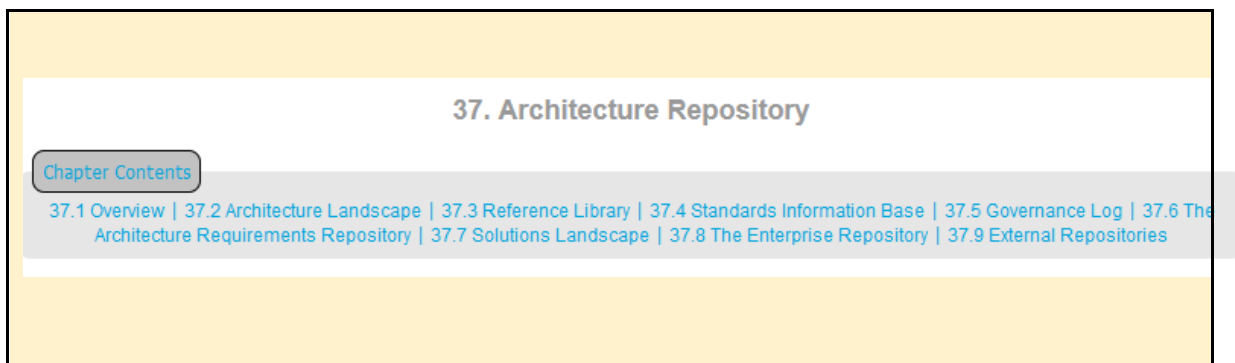 37. Architecture Repository
Chapter Contents
37.1 Overview | 37.2 Architecture Landscape | 37.3 Reference Library | 37.4 Standards Information Base | 37.5 Governance Log | 37.6 The
Architecture Requirements Repository | 37.7 Solutions Landscape | 37.8 The Enterprise Repository | 37.9 External Repositories